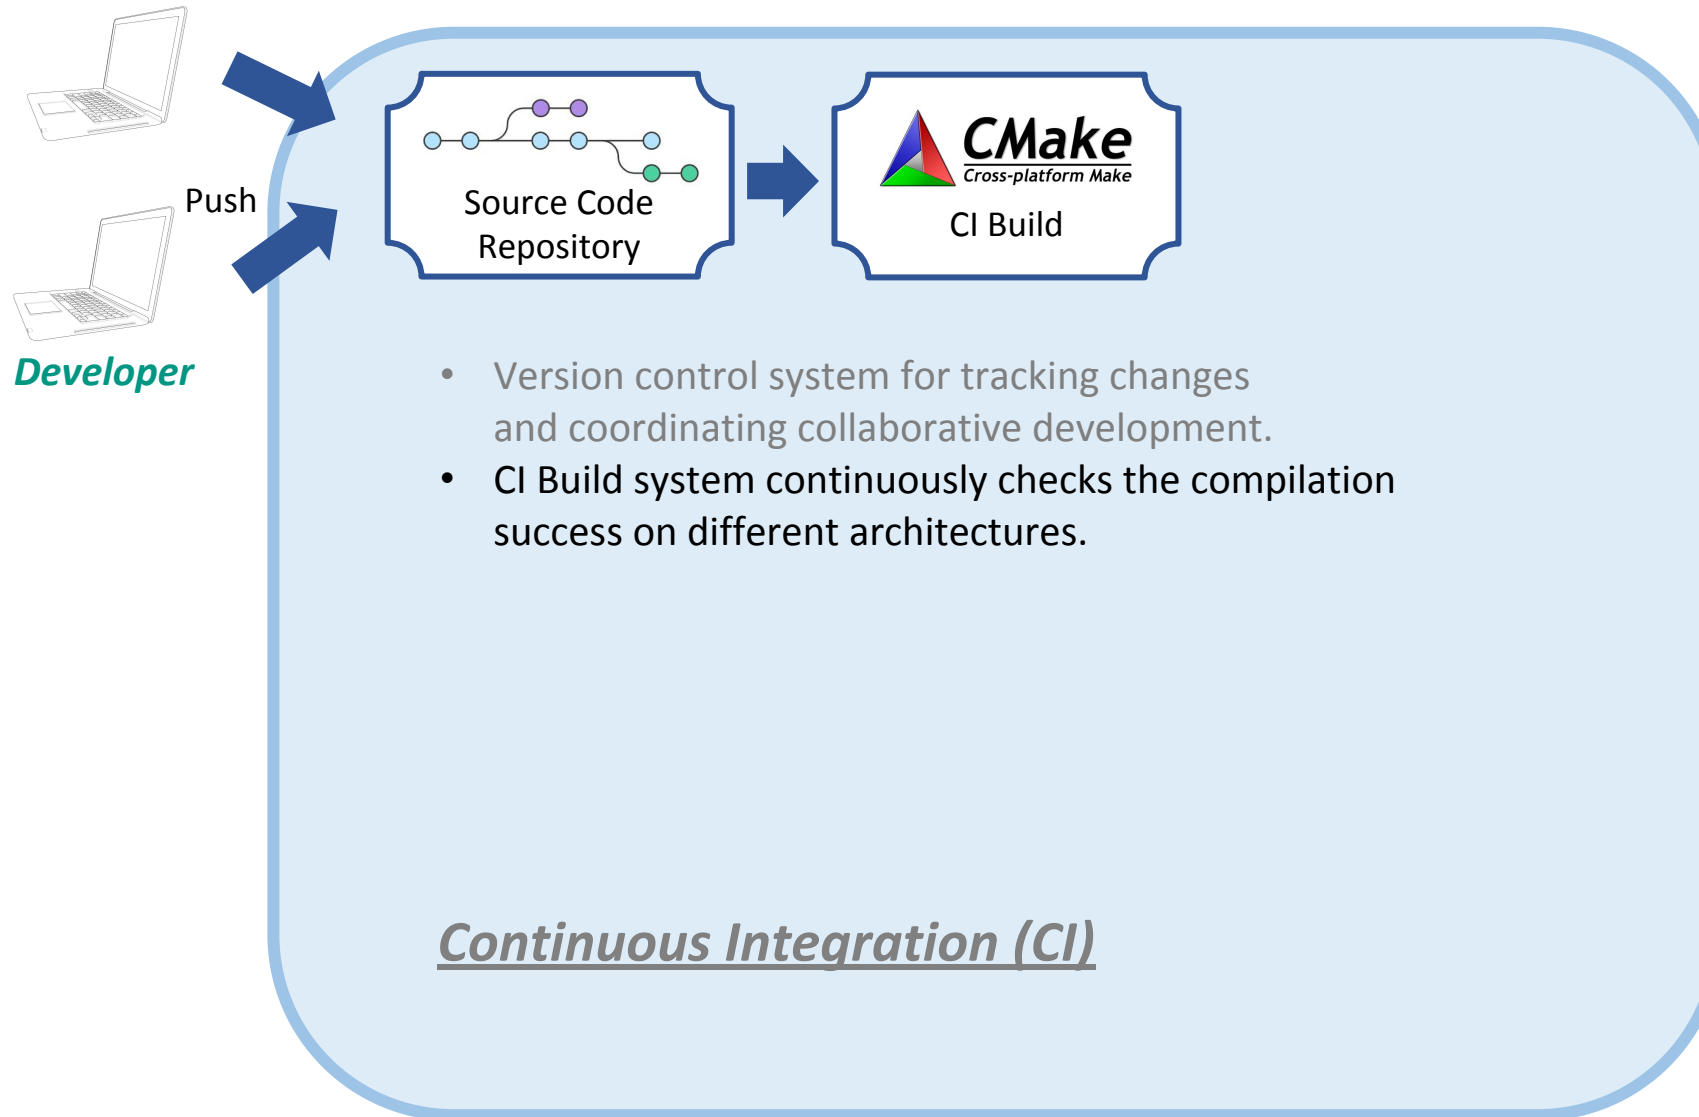 Push
Developer
Source Code
Repository
CMake
Cross-platform Make
CI Build
• Version control system for tracking changes
and coordinating collaborative development.
• CI Build system continuously checks the compilation
success on different architectures.
Continuous Integration (CI)